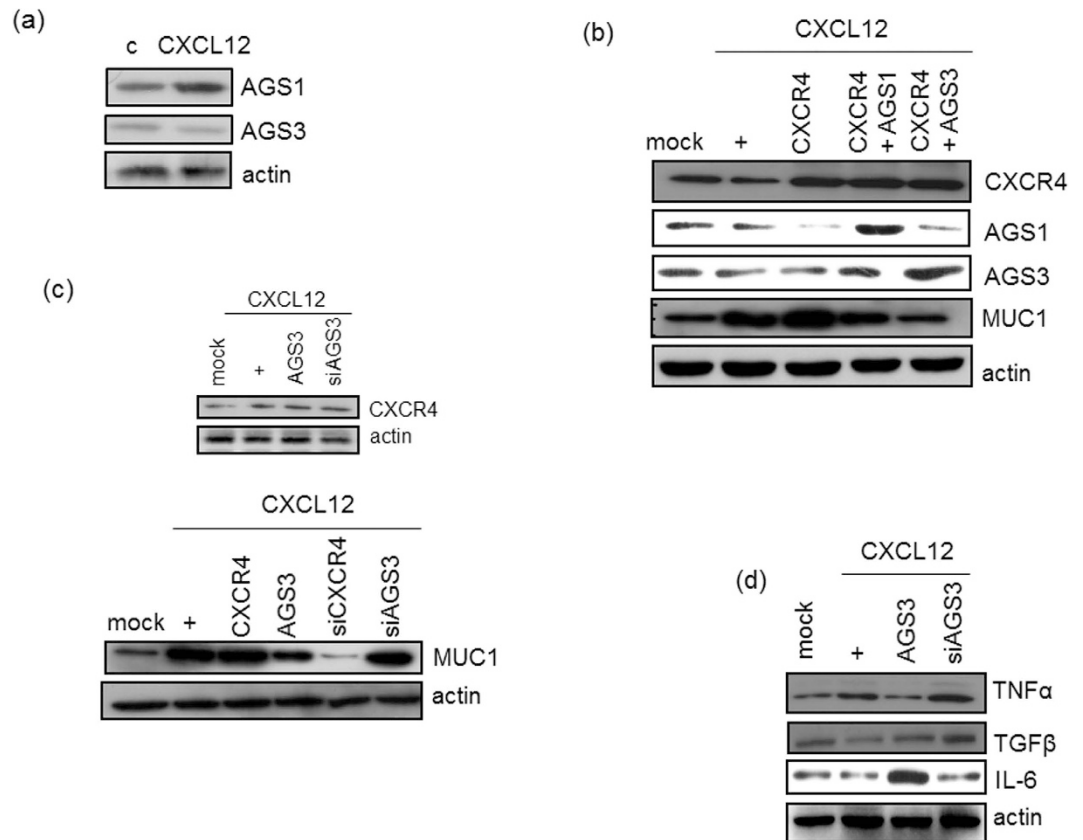 (a)
c CXCL12
AGS1
AGS3
actin
(b)
CXCL12
mock
+
CXCR4
CXCR4
+ AGS1
CXCR4
+ AGS3
CXCR4
AGS1
AGS3
MUC1
actin
(c)
CXCL12
mock
+
AGS3
siAGS3
CXCR4
actin
CXCL12
mock
+
CXCR4
AGS3
siCXCR4
siAGS3
MUC1
actin
(d)
CXCL12
mock
+
AGS3
siAGS3
TNFα
TGFβ
IL-6
actin